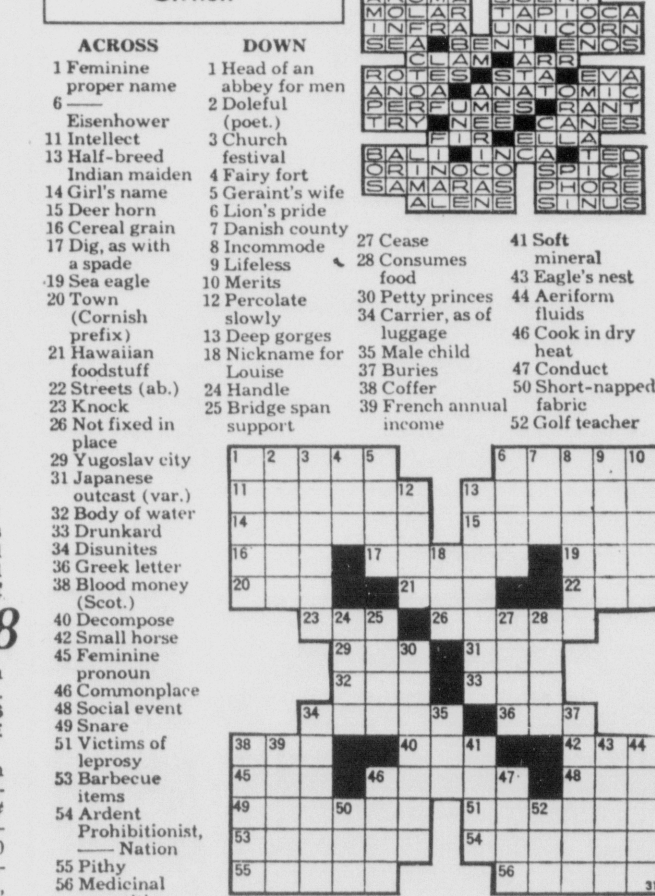 ACROSS
1 Feminine
proper name
6 ——
Eisenhower
11 Intellect
13 Half-breed
Indian maiden
14 Girl's name
15 Deer horn
16 Cereal grain
17 Dig, as with
a spade
19 Sea eagle
20 Town
(Cornish
prefix)
21 Hawaiian
foodstuff
22 Streets (ab.)
23 Knock
26 Not fixed in
place
29 Yugoslav city
31 Japanese
outcast (var.)
32 Body of water
33 Drunkard
34 Disunites
36 Greek letter
38 Blood money
(Scot.)
40 Decompose
42 Small horse
45 Feminine
pronoun
46 Commonplace
48 Social event
49 Snare
51 Victims of
leprosy
53 Barbecue
items
54 Ardent
Prohibitionist,
—— Nation
55 Pithy
56 Medicinal
DOWN
1 Head of an
abbey for men
2 Doleful
(poet.)
3 Church
festival
4 Fairy fort
5 Geraint's wife
6 Lion's pride
7 Danish county
8 Incommode
9 Lifeless
10 Merits
12 Percolate
slowly
13 Deep gorges
18 Nickname for
Louise
24 Handle
25 Bridge span
support
27 Cease
28 Consumes
food
30 Petty princes
34 Carrier, as of
luggage
35 Male child
37 Buries
38 Coffer
39 French annual
income
41 Soft
mineral
43 Eagle's nest
44 Aeriform
fluids
46 Cook in dry
heat
47 Conduct
50 Short-napped
fabric
52 Golf teacher
MOLAR TAPIOCA
INFRA UNICORN
SEA BENT ENOS
CLAM ARR
ROTES STA EVA
ANOA ANATOMIC
PERFUMES RANT
TRY NEE CANES
FIR ELLA
BALI INCA TED
ORINOCO SPICE
SAMARAS PHORE
ALENE SINUS
1 2 3 4 5 6 7 8 9 10
11 12 13
14 15
16 17 18 19
20 21 22
23 24 25 26 27 28
29 30 31
32 33
34 35 36 37
38 39 40 41 42 43 44
45 46 47 48
49 50 51 52
53 54
55 56
8